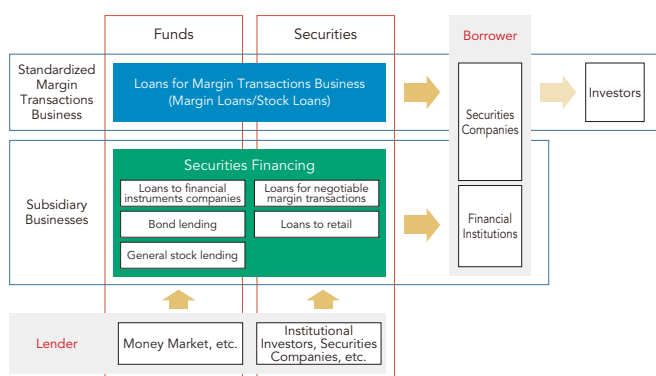 Funds
Securities
Borrower
Standardized
Margin
Transactions
Business
Loans for Margin Transactions Business
(Margin Loans/Stock Loans)
Securities
Companies
Investors
Subsidiary
Businesses
Securities Financing
Loans to financial
instruments companies
Loans for negotiable
margin transactions
Bond lending
Loans to retail
General stock lending
Financial
Institutions
Lender
Money Market, etc.
Institutional
Investors, Securities
Companies, etc.